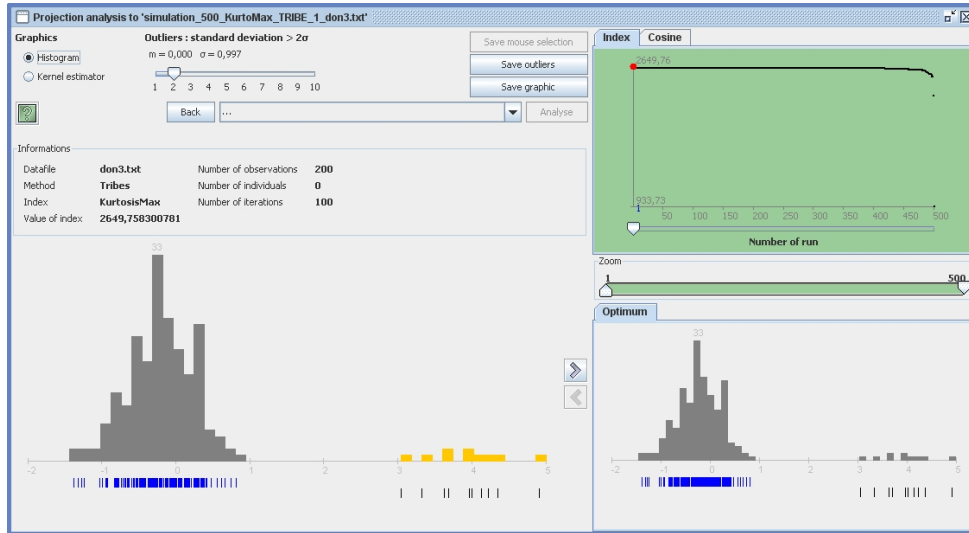 Projection analysis to 'simulation_500_KurtoMax_TRIBE_1_don3.txt'
Graphics
Histogram
Kernel estimator
Outliers : standard deviation > 2σ
m = 0,000 σ = 0,997
1 2 3 4 5 6 7 8 9 10
Save mouse selection
Save outliers
Save graphic
?
Back
...
Analyse
Informations
Datafile don3.txt Number of observations 200
Method Tribes Number of individuals 0
Index KurtosisMax Number of iterations 100
Value of index 2649,758300781
33
-2 -1 0 1 2 3 4 5
Index Cosine
2649,76
933,73
1 50 100 150 200 250 300 350 400 450 500
Number of run
Zoom
1 500
Optimum
33
-2 -1 0 1 2 3 4 5